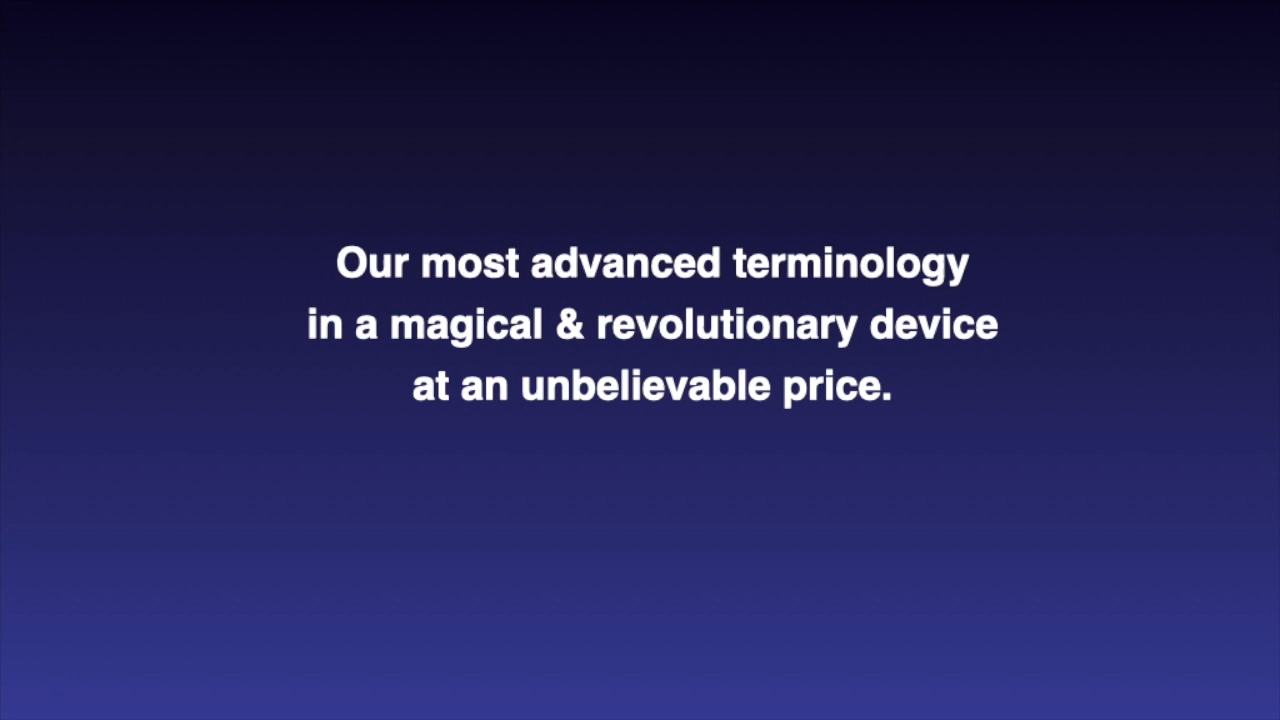 Our most advanced terminology
in a magical & revolutionary device
at an unbelievable price.